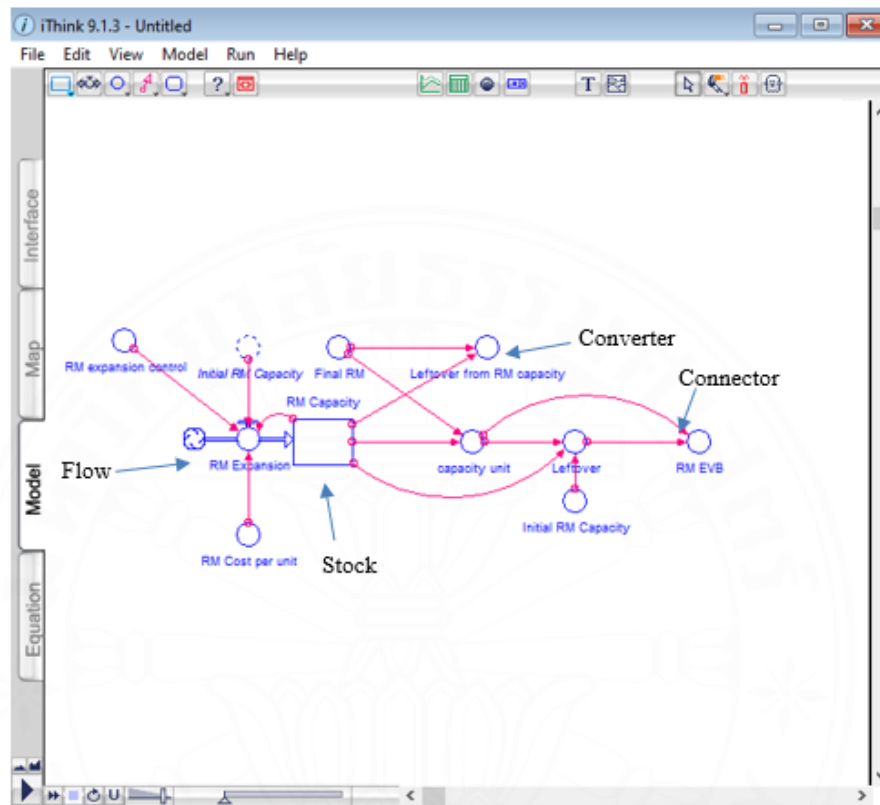 iThink 9.1.3 - Untitled
File Edit View Model Run Help
T
?
Interface
Map
Model
Equation
RM expansion control
Initial RM Capacity
Final RM
Leftover from RM capacity
Converter
RM Capacity
Connector
RM Expansion
capacity unit
Leftover
RM EVB
Flow
Initial RM Capacity
RM Cost per unit
Stock
U